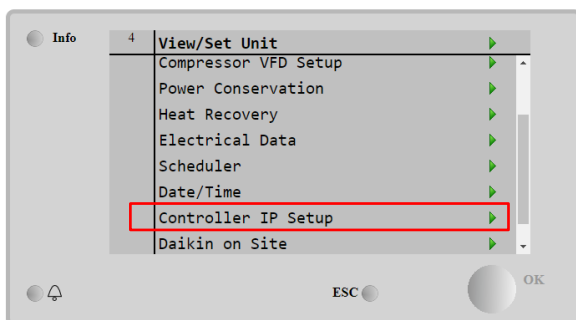 Info
4
View/Set Unit
Compressor VFD Setup
Power Conservation
Heat Recovery
Electrical Data
Scheduler
Date/Time
Controller IP Setup
Daikin on Site
ESC
OK